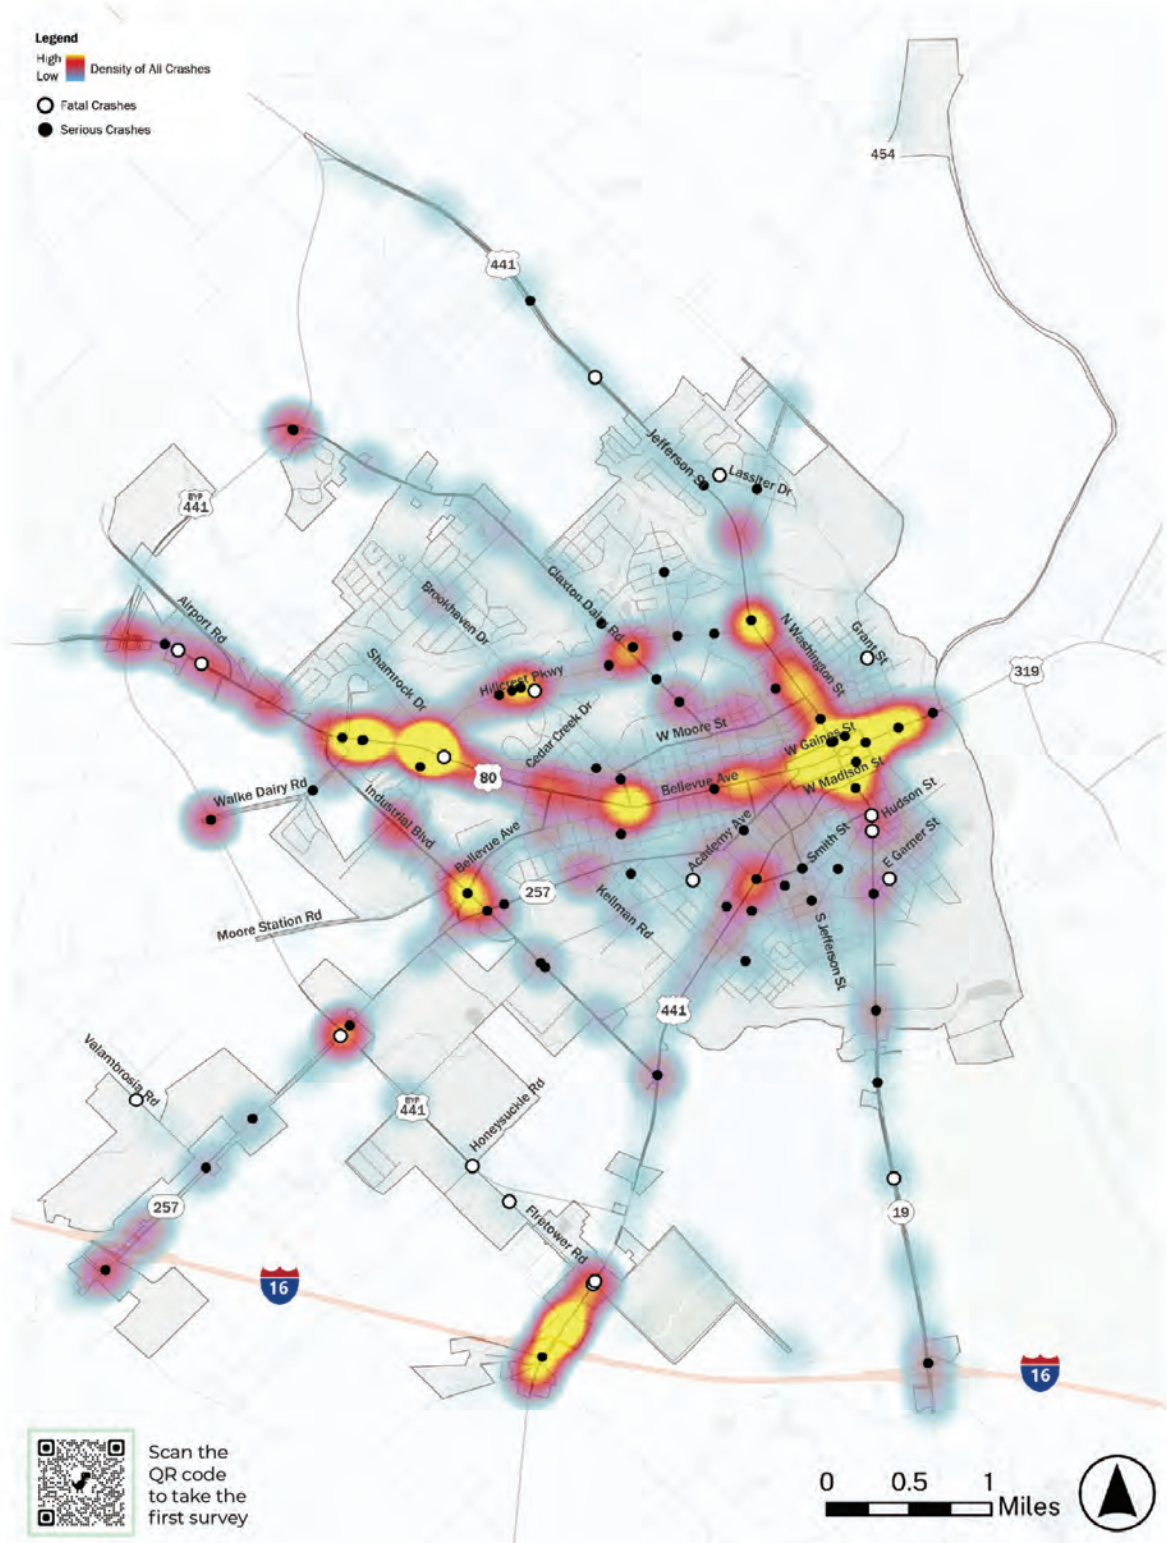 Legend
High
Low
Density of All Crashes
Fatal Crashes
Serious Crashes
454
441
Jefferson St
Lassiter Dr
BYP
441
Claxton Dairy Rd
Brookhaven Dr
Airport Rd
N Washington St
Grant St
319
Shamrock Dr
Hillcrest Pkwy
Cedar Creek Dr
W Moore St
W Gaines St
80
Bellevue Ave
W Madison St
Walke Dairy Rd
Industrial Blvd
Hudson St
Bellevue Ave
Academy Ave
Smith St
E Garner St
257
Kellman Rd
Moore Station Rd
S Jefferson St
441
Valambrosia Rd
BYP
441
Honeysuckle Rd
257
Firetower Rd
19
16
16
Scan the
QR code
to take the
first survey
0 0.5 1
Miles